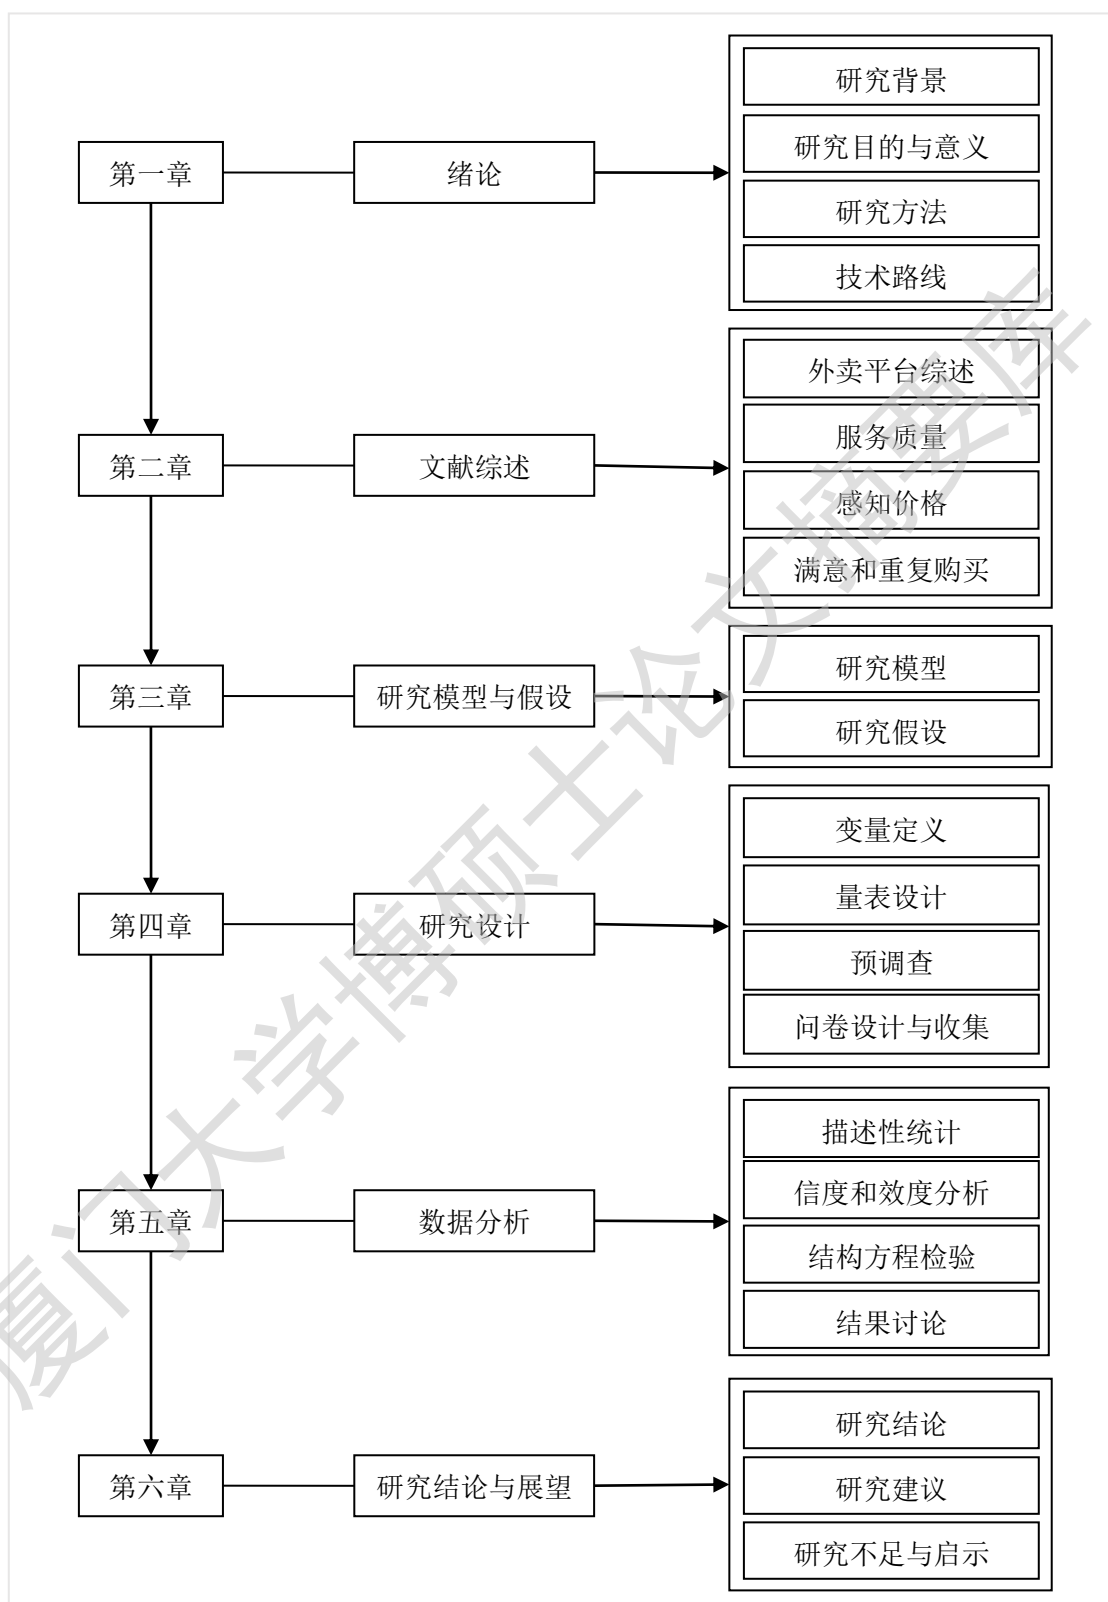 第一章
绪论
研究背景
研究目的与意义
研究方法
技术路线
第二章
文献综述
外卖平台综述
服务质量
感知价格
满意和重复购买
第三章
研究模型与假设
研究模型
研究假设
第四章
研究设计
变量定义
量表设计
预调查
问卷设计与收集
第五章
数据分析
描述性统计
信度和效度分析
结构方程检验
结果讨论
第六章
研究结论与展望
研究结论
研究建议
研究不足与启示
厦门大学博硕士论文摘要库